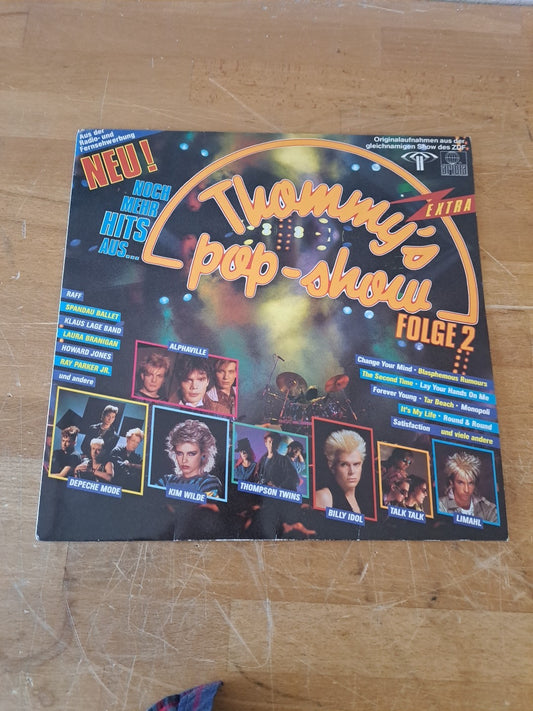 Aus der
Radio- und
Fernsehwerbung
NEU!
NOCH
MEHR
HITS
AUS...
Originalaufnahmen aus der
gleichnamigen Show des ZDF
ariola
EXTRA
Thommy's
pop-show
FOLGE 2
RAFF
SPANDAU BALLET
KLAUS LAGE BAND
LAURA BRANIGAN
HOWARD JONES
RAY PARKER JR.
und andere
ALPHAVILLE
Change Your Mind • Blasphemous Rumours
The Second Time • Lay Your Hands On Me
Forever Young • Tar Beach • Monopoli
It's My Life • Round & Round
Satisfaction und viele andere
DEPECHE MODE
KIM WILDE
THOMPSON TWINS
BILLY IDOL
TALK TALK
LIMAHL